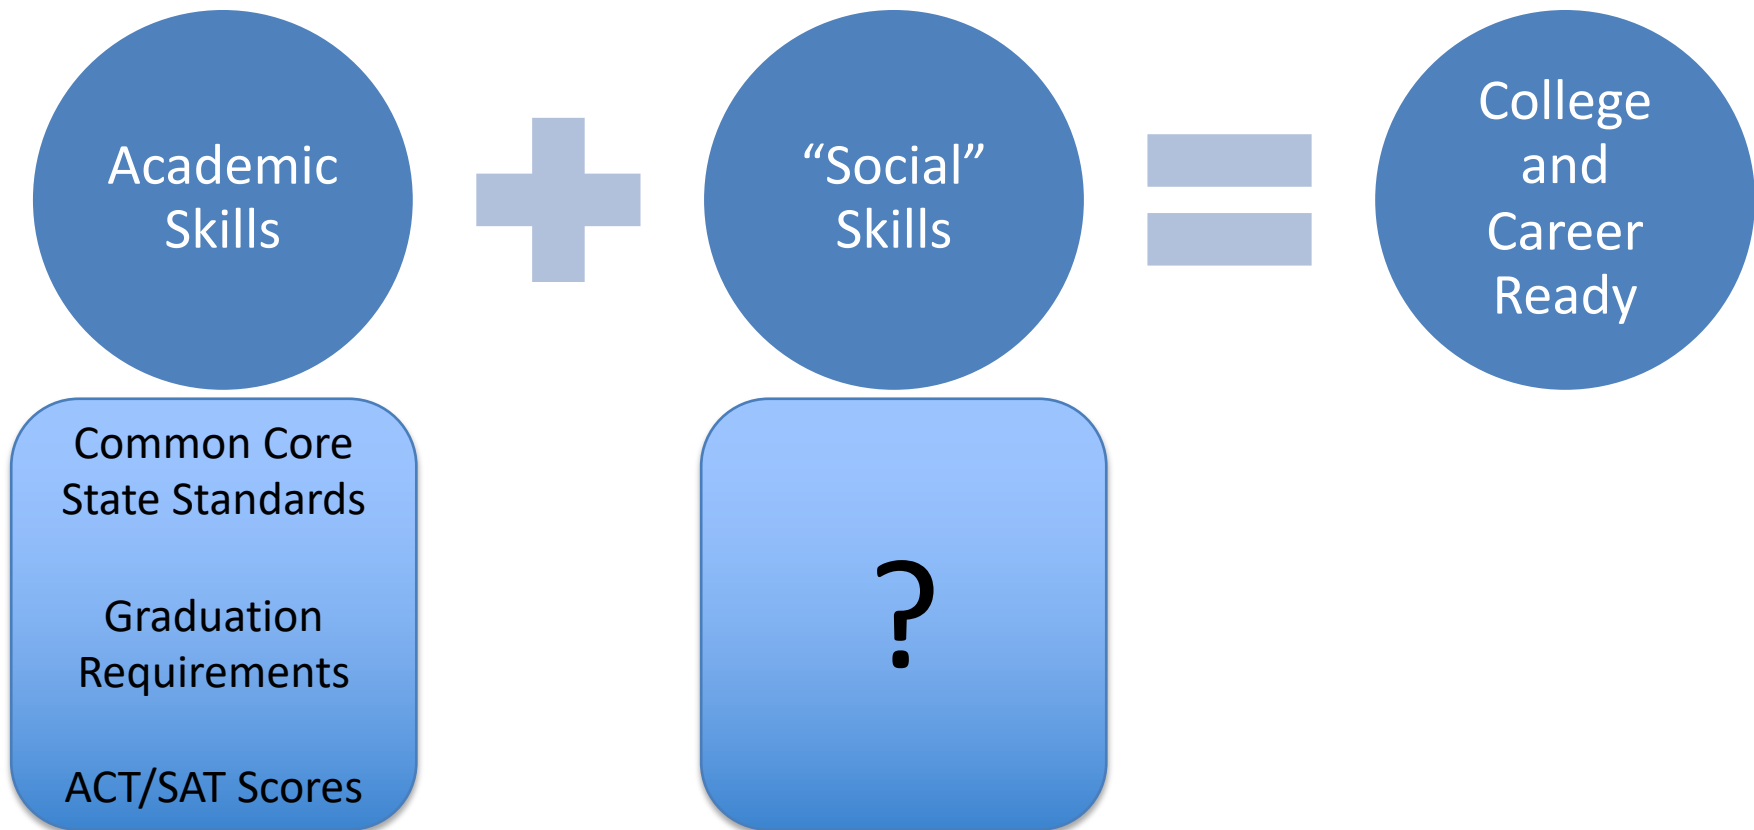 Academic
Skills
“Social”
Skills
College
and
Career
Ready
Common Core
State Standards
Graduation
Requirements
ACT/SAT Scores
?